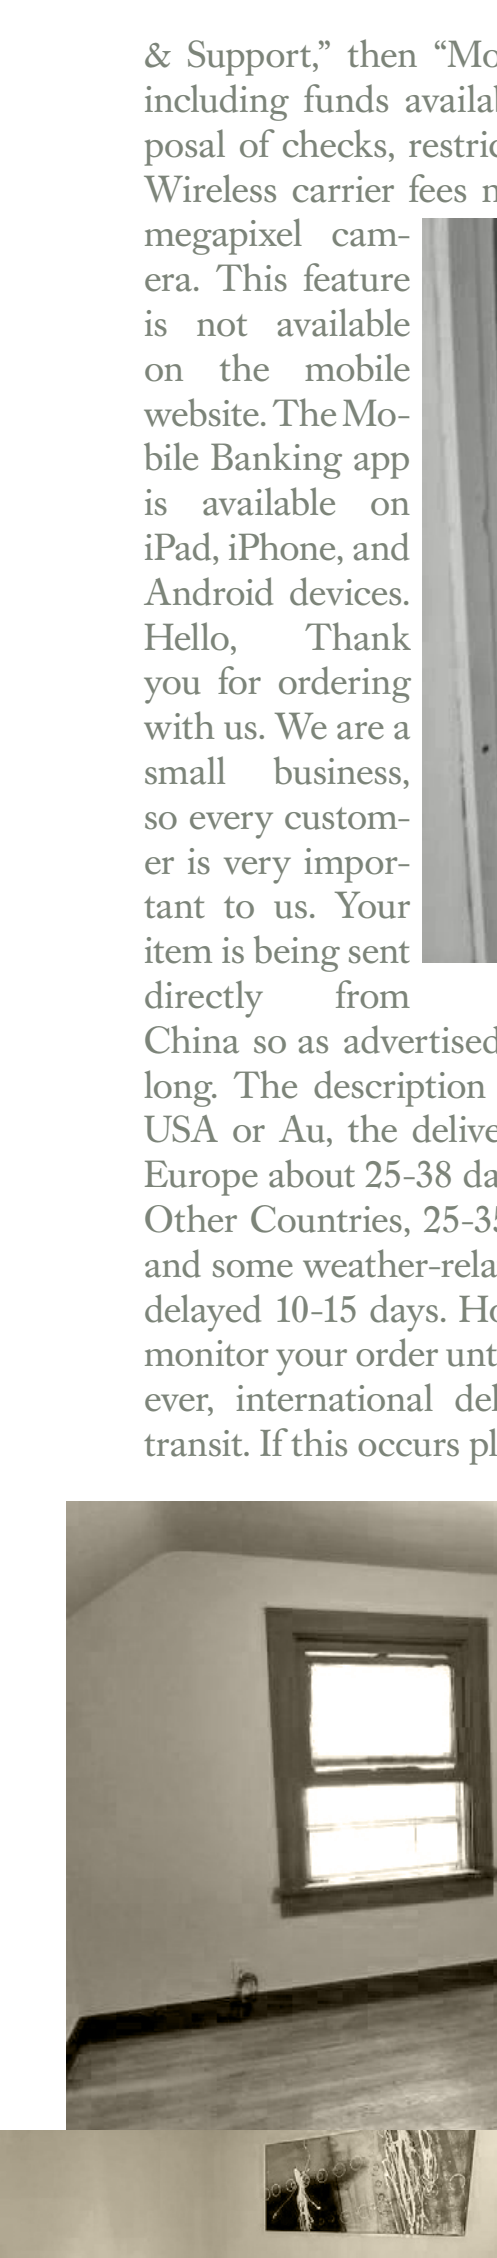 & Support,” then “Mo
including funds availa
posal of checks, restric
Wireless carrier fees
megapixel cam-
era. This feature
is not available
on the mobile
website. The Mo-
bile Banking app
is available on
iPad, iPhone, and
Android devices.
Hello, Thank
you for ordering
with us. We are a
small business,
so every custom-
er is very impor-
tant to us. Your
item is being sent
directly from
China so as advertised
long. The description
USA or Au, the delive
Europe about 25-38 da
Other Countries, 25-35
and some weather-rela
delayed 10-15 days. Ho
monitor your order unt
ever, international del
transit. If this occurs pl